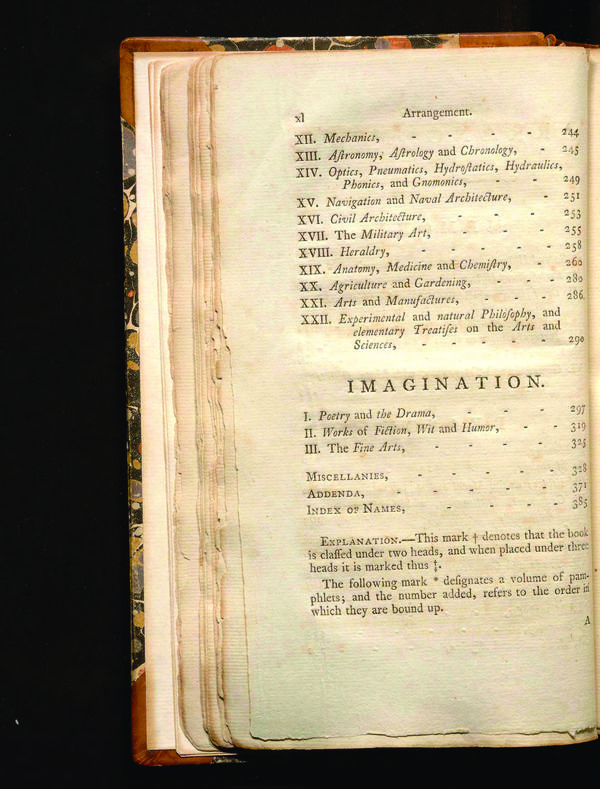 xl Arrangement.
XII. Mechanics, - - - - 244
XIII. Aſtronomy, Aſtrology and Chronology, - 245
XIV. Optics, Pneumatics, Hydroſtatics, Hydraulics,
Phonics, and Gnomonics, - - 249
XV. Navigation and Naval Architecture, - 251
XVI. Civil Architecture, - - - 253
XVII. The Military Art, - - - 255
XVIII. Heraldry, - - - - - 258
XIX. Anatomy, Medicine and Chemiſtry, - 260
XX. Agriculture and Gardening, - - - 280
XXI. Arts and Manufactures, - - - 286
XXII. Experimental and natural Philoſophy, and
elementary Treatiſes on the Arts and
Sciences, - - - - - 290
IMAGINATION.
I. Poetry and the Drama, - - - 297
II. Works of Fiction, Wit and Humor, - - 319
III. The Fine Arts, - - - - 325
MISCELLANIES, - - - - - 328
ADDENDA, - - - - - 371
INDEX OF NAMES, - - - - 385
EXPLANATION.—This mark † denotes that the book
is claſſed under two heads, and when placed under three
heads it is marked thus ‡.
The following mark * deſignates a volume of pam-
phlets; and the number added, refers to the order in
which they are bound up.
A